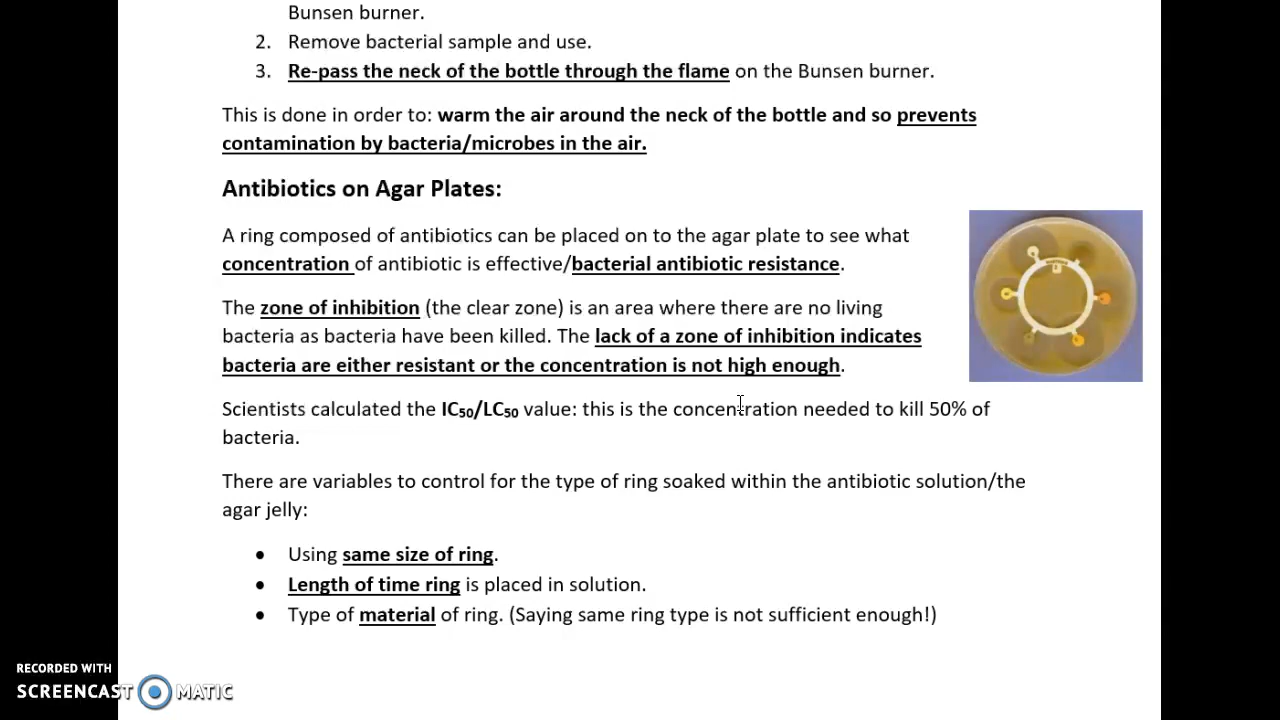 Bunsen burner.
2. Remove bacterial sample and use.
3. Re-pass the neck of the bottle through the flame on the Bunsen burner.
This is done in order to: warm the air around the neck of the bottle and so prevents
contamination by bacteria/microbes in the air.
Antibiotics on Agar Plates:
A ring composed of antibiotics can be placed on to the agar plate to see what
concentration of antibiotic is effective/bacterial antibiotic resistance.
The zone of inhibition (the clear zone) is an area where there are no living
bacteria as bacteria have been killed. The lack of a zone of inhibition indicates
bacteria are either resistant or the concentration is not high enough.
Scientists calculated the IC₅₀/LC₅₀ value: this is the concentration needed to kill 50% of
bacteria.
There are variables to control for the type of ring soaked within the antibiotic solution/the
agar jelly:
• Using same size of ring.
• Length of time ring is placed in solution.
• Type of material of ring. (Saying same ring type is not sufficient enough!)
RECORDED WITH
SCREENCAST MATIC